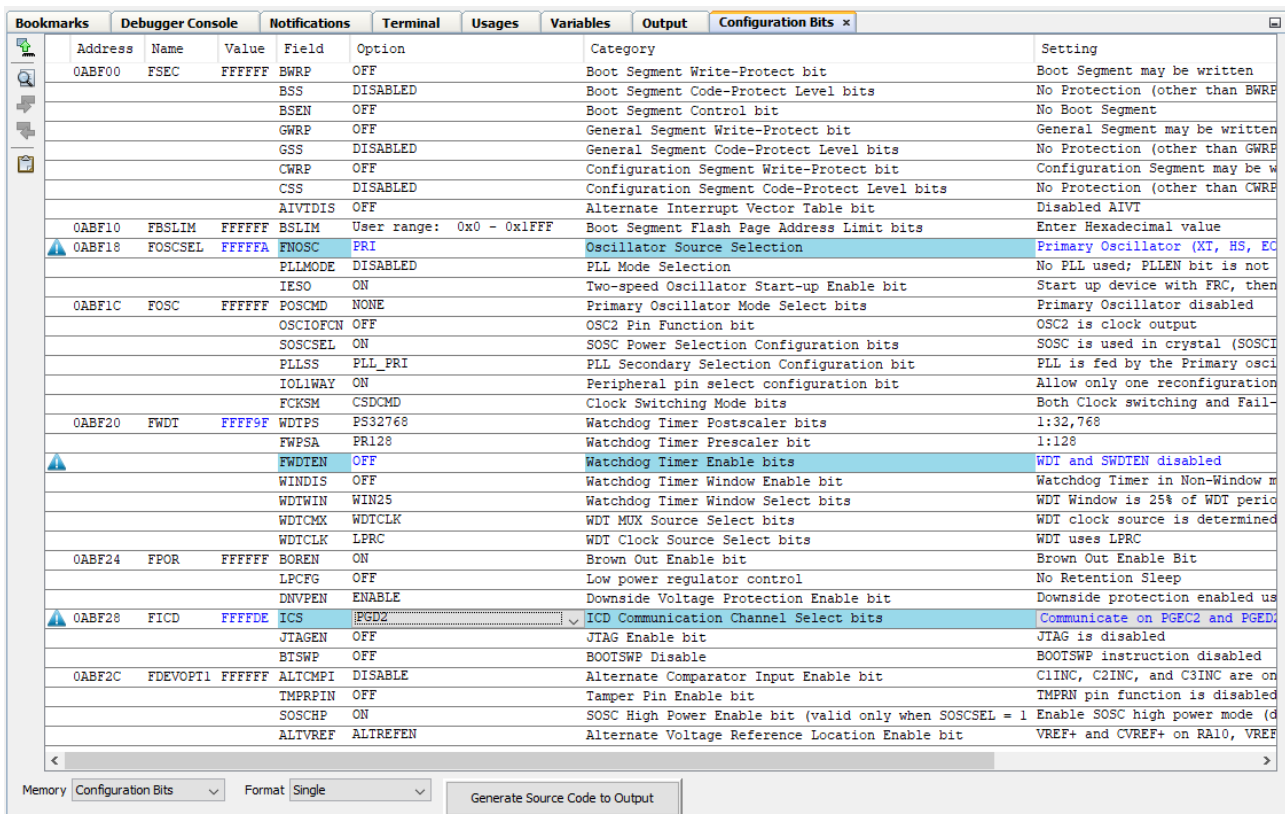 Bookmarks Debugger Console Notifications Terminal Usages Variables Output Configuration Bits ×
Address Name Value Field Option Category Setting
0ABF00 FSEC FFFFFF BWRP OFF Boot Segment Write-Protect bit Boot Segment may be written
BSS DISABLED Boot Segment Code-Protect Level bits No Protection (other than BWRP
BSEN OFF Boot Segment Control bit No Boot Segment
GWRP OFF General Segment Write-Protect bit General Segment may be written
GSS DISABLED General Segment Code-Protect Level bits No Protection (other than GWRP
CWRP OFF Configuration Segment Write-Protect bit Configuration Segment may be w
CSS DISABLED Configuration Segment Code-Protect Level bits No Protection (other than CWRP
AIVTDIS OFF Alternate Interrupt Vector Table bit Disabled AIVT
0ABF10 FBSLIM FFFFFF BSLIM User range: 0x0 - 0x1FFF Boot Segment Flash Page Address Limit bits Enter Hexadecimal value
0ABF18 FOSCSEL FFFFFA FNOSC PRI Oscillator Source Selection Primary Oscillator (XT, HS, EC
PLLMODE DISABLED PLL Mode Selection No PLL used; PLLEN bit is not
IESO ON Two-speed Oscillator Start-up Enable bit Start up device with FRC, then
0ABF1C FOSC FFFFFF POSCMD NONE Primary Oscillator Mode Select bits Primary Oscillator disabled
OSCIOFCN OFF OSC2 Pin Function bit OSC2 is clock output
SOSCSEL ON SOSC Power Selection Configuration bits SOSC is used in crystal (SOSCI
PLLSS PLL_PRI PLL Secondary Selection Configuration bit PLL is fed by the Primary osci
IOL1WAY ON Peripheral pin select configuration bit Allow only one reconfiguration
FCKSM CSDCMD Clock Switching Mode bits Both Clock switching and Fail-
0ABF20 FWDT FFFF9F WDTPS PS32768 Watchdog Timer Postscaler bits 1:32,768
FWPSA PR128 Watchdog Timer Prescaler bit 1:128
FWDTEN OFF Watchdog Timer Enable bits WDT and SWDTEN disabled
WINDIS OFF Watchdog Timer Window Enable bit Watchdog Timer in Non-Window m
WDTWIN WIN25 Watchdog Timer Window Select bits WDT Window is 25% of WDT perio
WDTCMX WDTCLK WDT MUX Source Select bits WDT clock source is determined
WDTCLK LPRC WDT Clock Source Select bits WDT uses LPRC
0ABF24 FPOR FFFFFF BOREN ON Brown Out Enable bit Brown Out Enable Bit
LPCFG OFF Low power regulator control No Retention Sleep
DNVPEN ENABLE Downside Voltage Protection Enable bit Downside protection enabled us
0ABF28 FICD FFFFDE ICS PGD2 ICD Communication Channel Select bits Communicate on PGEC2 and PGED2
JTAGEN OFF JTAG Enable bit JTAG is disabled
BTSWP OFF BOOTSWP Disable BOOTSWP instruction disabled
0ABF2C FDEVOPT1 FFFFFF ALTCMPI DISABLE Alternate Comparator Input Enable bit C1INC, C2INC, and C3INC are on
TMPRPIN OFF Tamper Pin Enable bit TMPRN pin function is disabled
SOSCHP ON SOSC High Power Enable bit (valid only when SOSCSEL = 1 Enable SOSC high power mode (d
ALTVREF ALTREFEN Alternate Voltage Reference Location Enable bit VREF+ and CVREF+ on RA10, VREF
Memory Configuration Bits Format Single Generate Source Code to Output